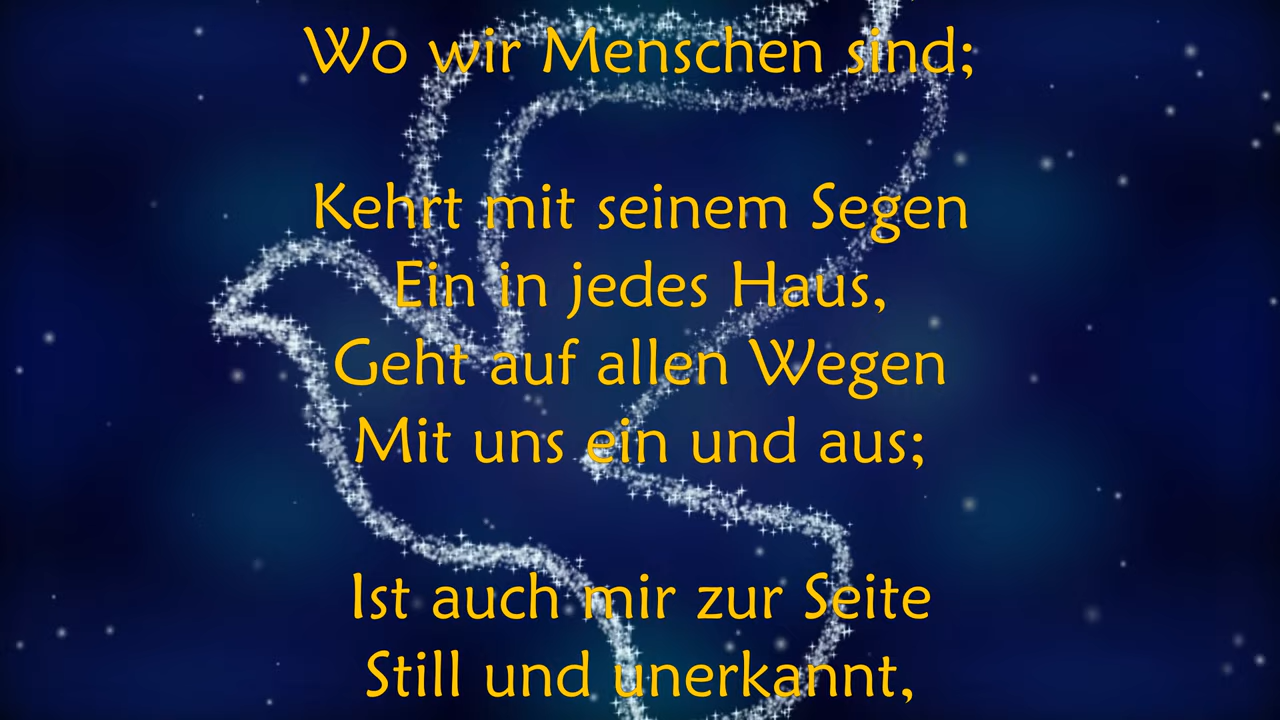 Wo wir Menschen sind;
Kehrt mit seinem Segen
Ein in jedes Haus,
Geht auf allen Wegen
Mit uns ein und aus;
Ist auch mir zur Seite
Still und unerkannt,